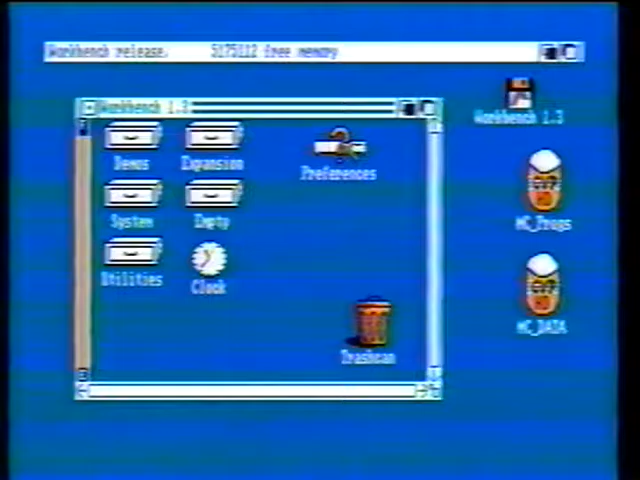 Workbench release. 5175112 free memory
Workbench 1.3
Workbench 1.3
Demos Expansion
Preferences
System Empty
MC_Progs
Utilities Clock
MC_DATA
Trashcan